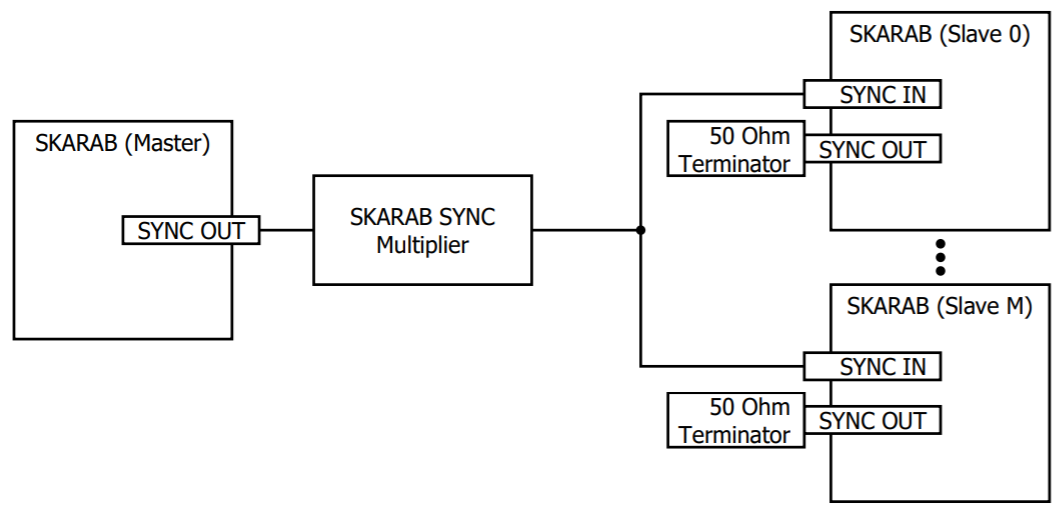 SKARAB (Master)
SYNC OUT
SKARAB SYNC
Multiplier
SKARAB (Slave 0)
SYNC IN
50 Ohm
Terminator
SYNC OUT
SKARAB (Slave M)
SYNC IN
50 Ohm
Terminator
SYNC OUT